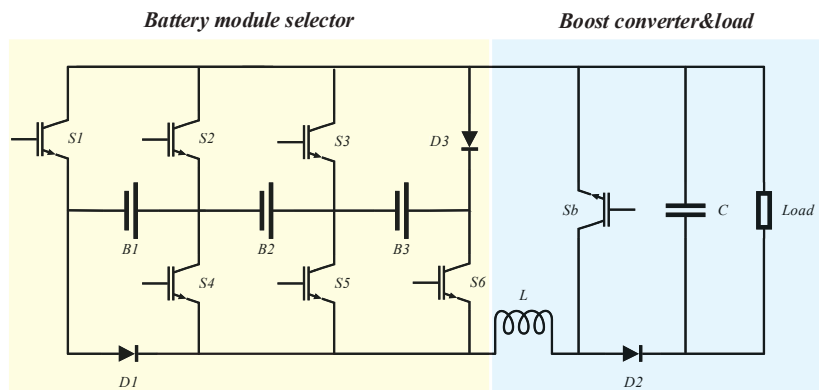 Battery module selector
Boost converter&load
S1
S2
S3
D3
Sb
C
Load
B1
B2
B3
S4
S5
S6
L
D1
D2